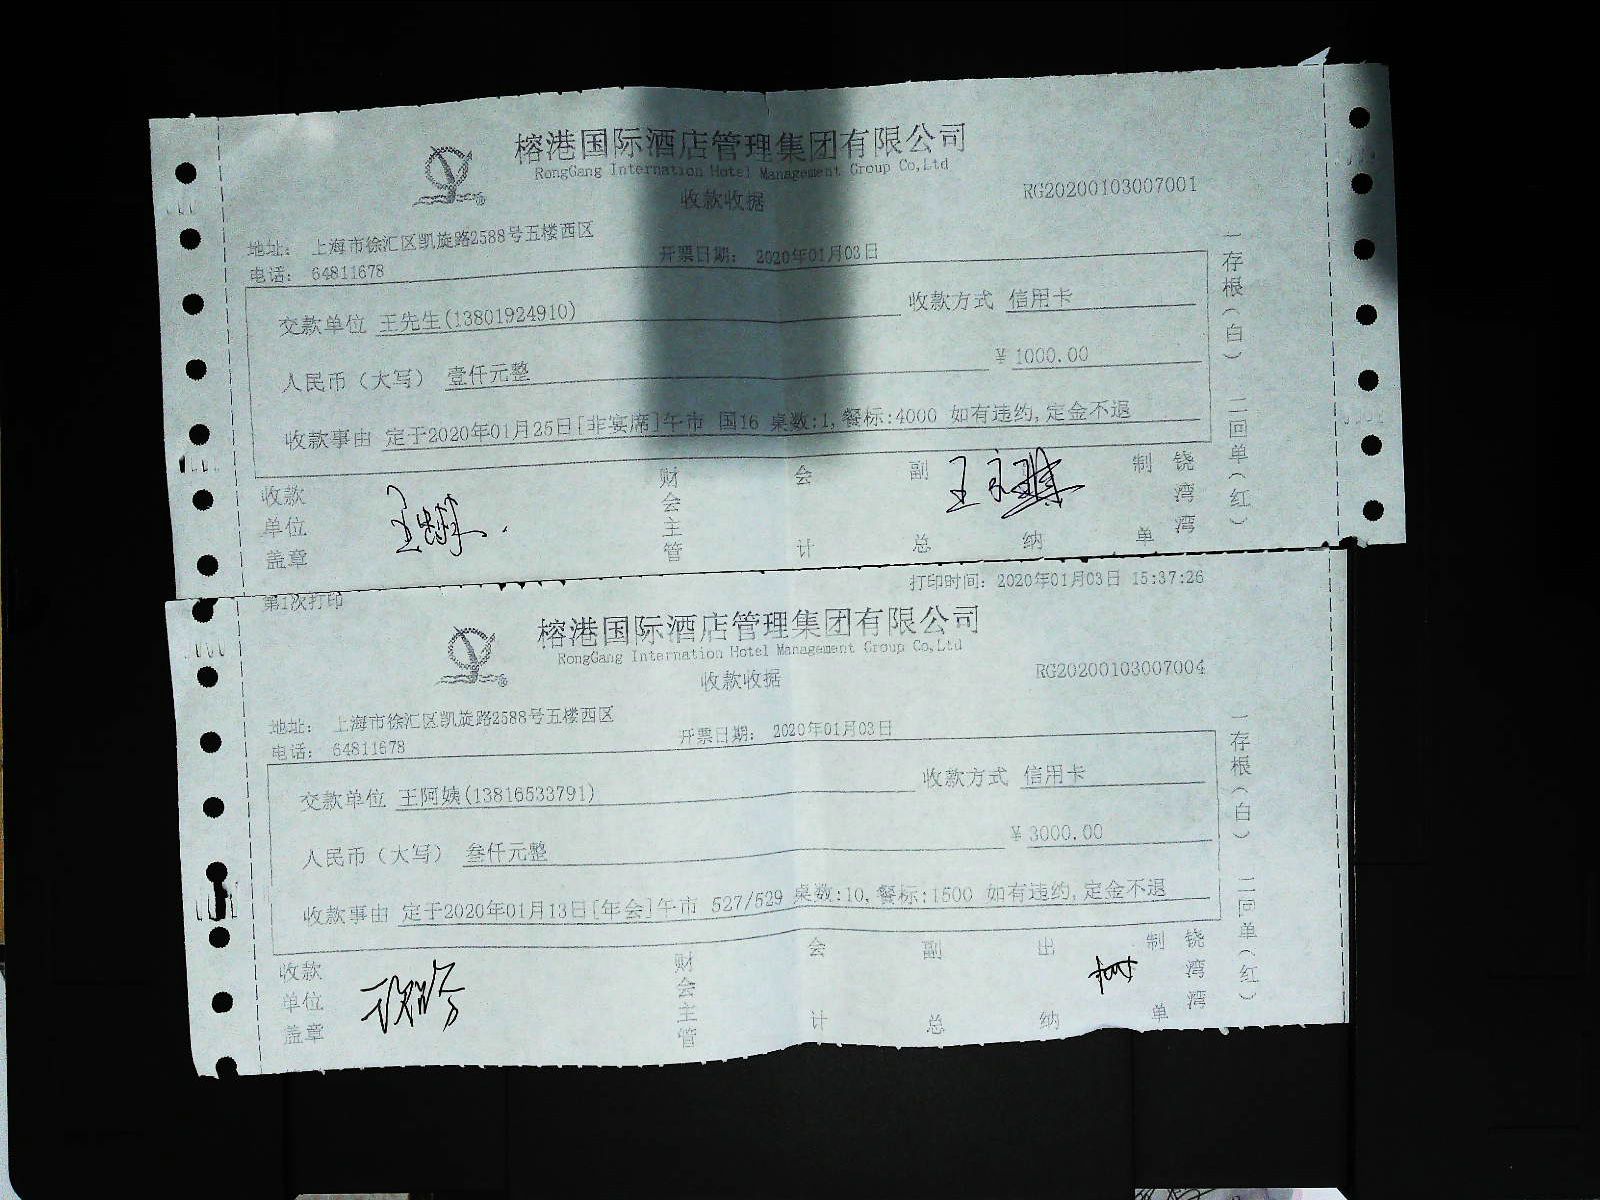 榕港国际酒店管理集团有限公司
RongGang Internation Hotel Management Group Co,Ltd
收款收据
RG20200103007001
地址： 上海市徐汇区凯旋路2588号五楼西区
电话： 64811678
开票日期： 2020年01月03日
交款单位 王先生(13801924910)
收款方式 信用卡
人民币（大写） 壹仟元整
¥ 1000.00
收款事由 定于2020年01月25日[非宴席]午市 国16 桌数:1,餐标:4000 如有违约,定金不退
收款单位盖章
财会主管
会计
副总
纳
制单
饶湾湾
一存根（白）
二回单（红）
第1次打印
打印时间：2020年01月03日 15:37:26
榕港国际酒店管理集团有限公司
RongGang Internation Hotel Management Group Co,Ltd
收款收据
RG20200103007004
地址： 上海市徐汇区凯旋路2588号五楼西区
电话： 64811678
开票日期： 2020年01月03日
交款单位 王阿姨(13816533791)
收款方式 信用卡
人民币（大写） 叁仟元整
¥ 3000.00
收款事由 定于2020年01月13日[年会]午市 527/529 桌数:10,餐标:1500 如有违约,定金不退
收款单位盖章
财会主管
会计
副总
出纳
制单
饶湾湾
一存根（白）
二回单（红）